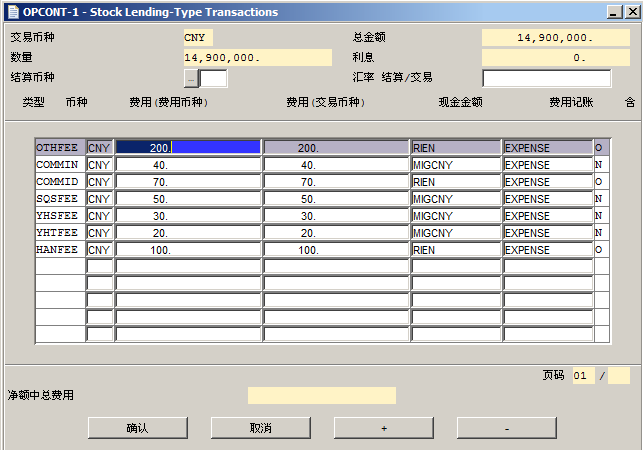 OPCONT-1 - Stock Lending-Type Transactions
交易币种 CNY 总金额 14,900,000.
数量 14,900,000. 利息 0.
结算币种 … 汇率 结算/交易
类型 币种 费用(费用币种) 费用(交易币种) 现金金额 费用记账 含
OTHFEE CNY 200. 200. RIEN EXPENSE O
COMMIN CNY 40. 40. MIGCNY EXPENSE N
COMMID CNY 70. 70. RIEN EXPENSE O
SQSFEE CNY 50. 50. MIGCNY EXPENSE N
YHSFEE CNY 30. 30. MIGCNY EXPENSE N
YHTFEE CNY 20. 20. MIGCNY EXPENSE N
HANFEE CNY 100. 100. RIEN EXPENSE O
页码 01 /
净额中总费用
确认 取消 + -